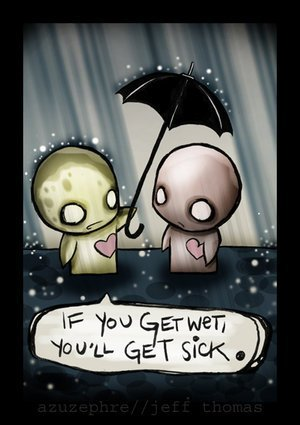 IF YOU GET WET,
YOU'LL GET SICK.
azuzephre//jeff thomas